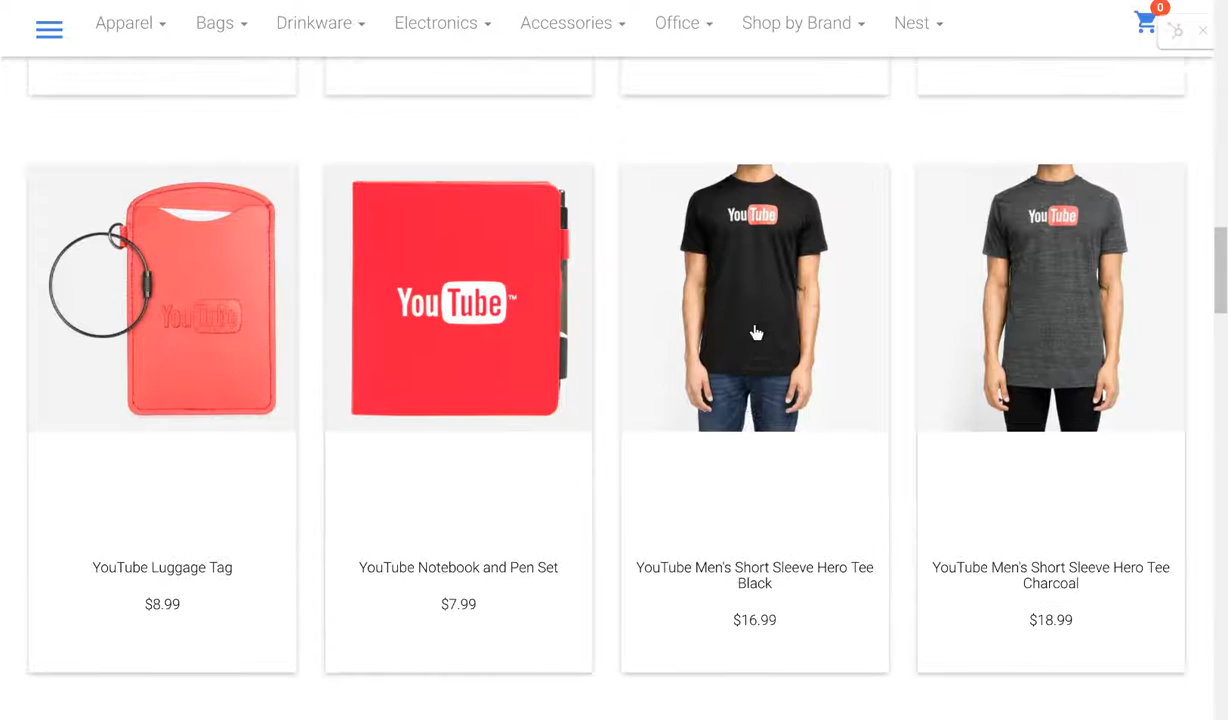 Apparel Bags Drinkware Electronics Accessories Office Shop by Brand Nest 0
YouTube
YouTube™
YouTube
YouTube
YouTube Luggage Tag
$8.99
YouTube Notebook and Pen Set
$7.99
YouTube Men's Short Sleeve Hero Tee
Black
$16.99
YouTube Men's Short Sleeve Hero Tee
Charcoal
$18.99